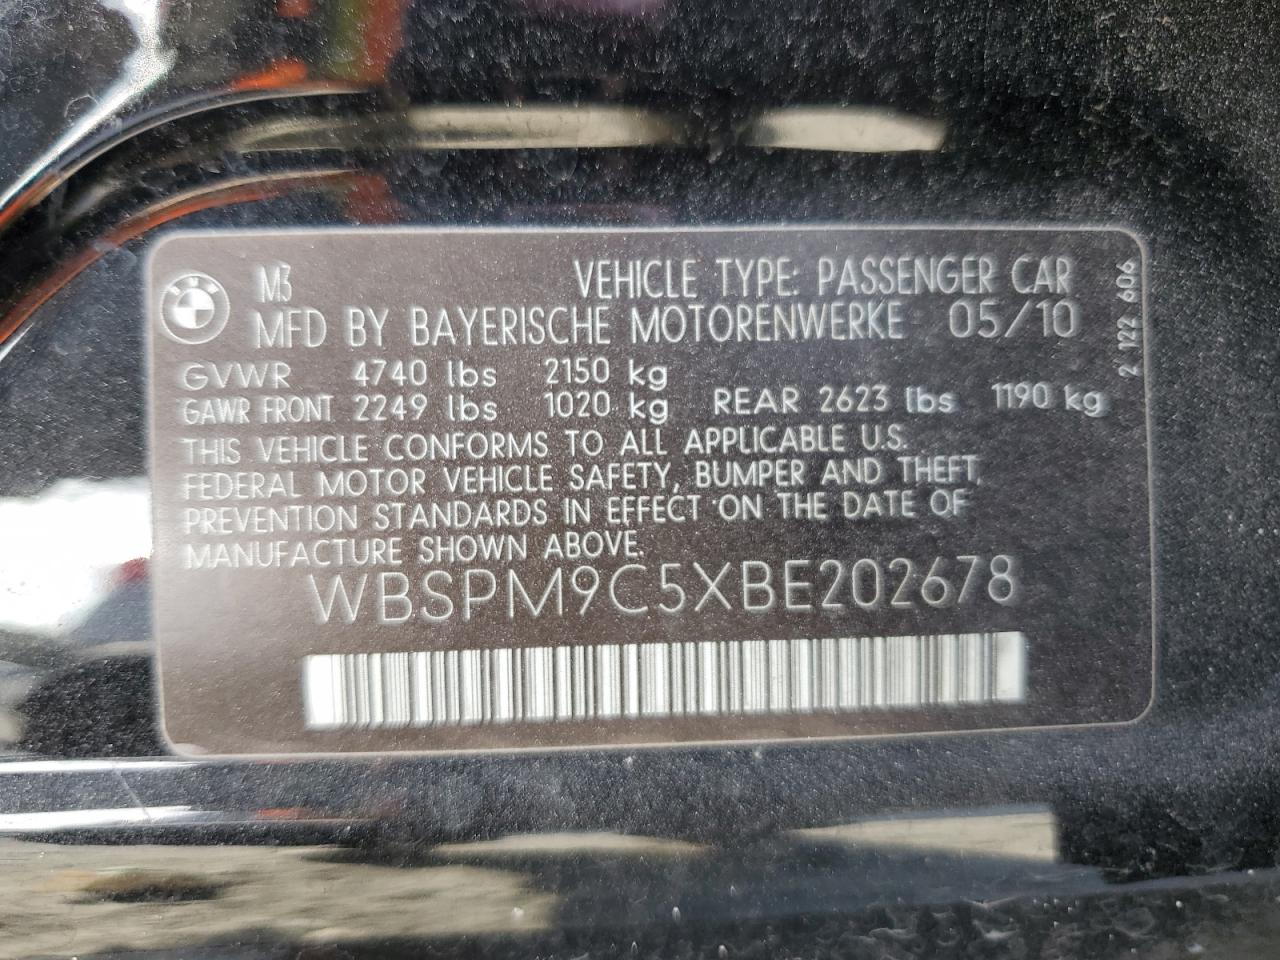 M3 VEHICLE TYPE: PASSENGER CAR
MFD BY BAYERISCHE MOTORENWERKE 05/10
GVWR 4740 lbs 2150 kg
GAWR FRONT 2249 lbs 1020 kg REAR 2623 lbs 1190 kg
THIS VEHICLE CONFORMS TO ALL APPLICABLE U.S.
FEDERAL MOTOR VEHICLE SAFETY, BUMPER AND THEFT
PREVENTION STANDARDS IN EFFECT ON THE DATE OF
MANUFACTURE SHOWN ABOVE.
WBSPM9C5XBE202678
2 122 606